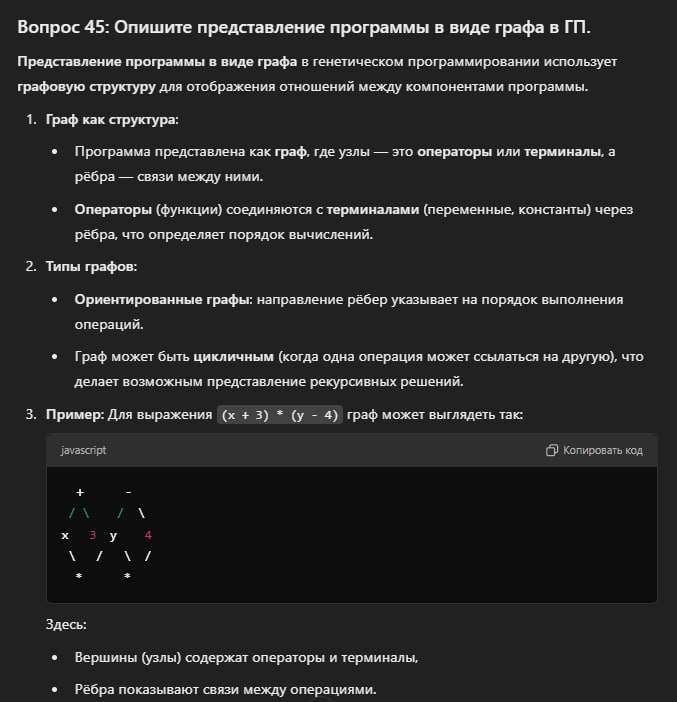 Вопрос 45: Опишите представление программы в виде графа в ГП.
Представление программы в виде графа в генетическом программировании использует
графовую структуру для отображения отношений между компонентами программы.
1. Граф как структура:
• Программа представлена как граф, где узлы — это операторы или терминалы, а
рёбра — связи между ними.
• Операторы (функции) соединяются с терминалами (переменные, константы) через
рёбра, что определяет порядок вычислений.
2. Типы графов:
• Ориентированные графы: направление рёбер указывает на порядок выполнения
операций.
• Граф может быть цикличным (когда одна операция может ссылаться на другую), что
делает возможным представление рекурсивных решений.
3. Пример: Для выражения (x + 3) * (y - 4) граф может выглядеть так:
javascript Копировать код
  +      -
 / \    /  \
x   3  y    4
 \   /   \  /
  *      *
Здесь:
• Вершины (узлы) содержат операторы и терминалы,
• Рёбра показывают связи между операциями.